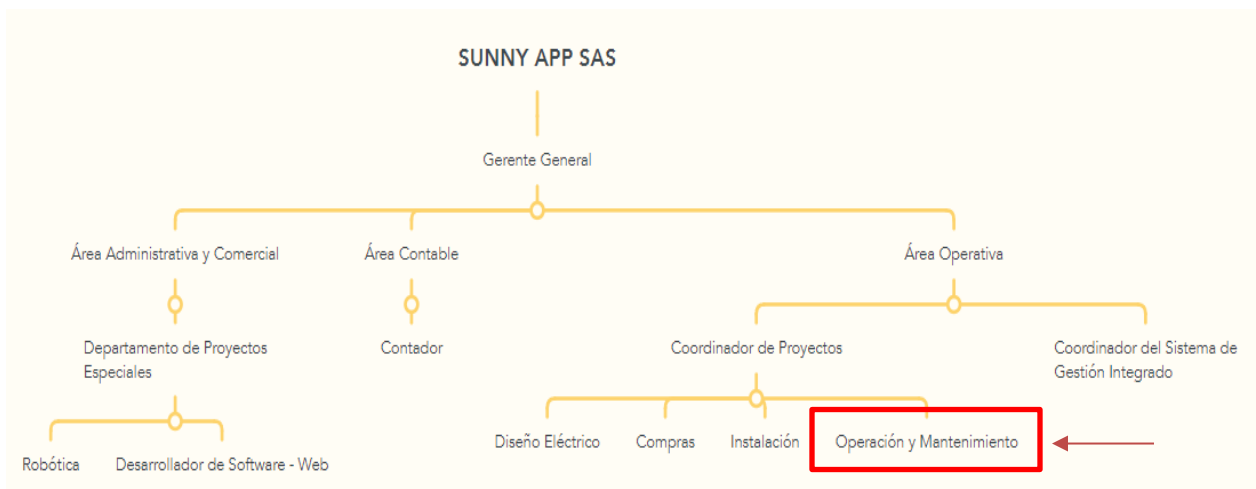 SUNNY APP SAS
Gerente General
Área Administrativa y Comercial
Área Contable
Área Operativa
Departamento de Proyectos
Especiales
Contador
Coordinador de Proyectos
Coordinador del Sistema de
Gestión Integrado
Diseño Eléctrico
Compras
Instalación
Operación y Mantenimiento
Robótica
Desarrollador de Software - Web